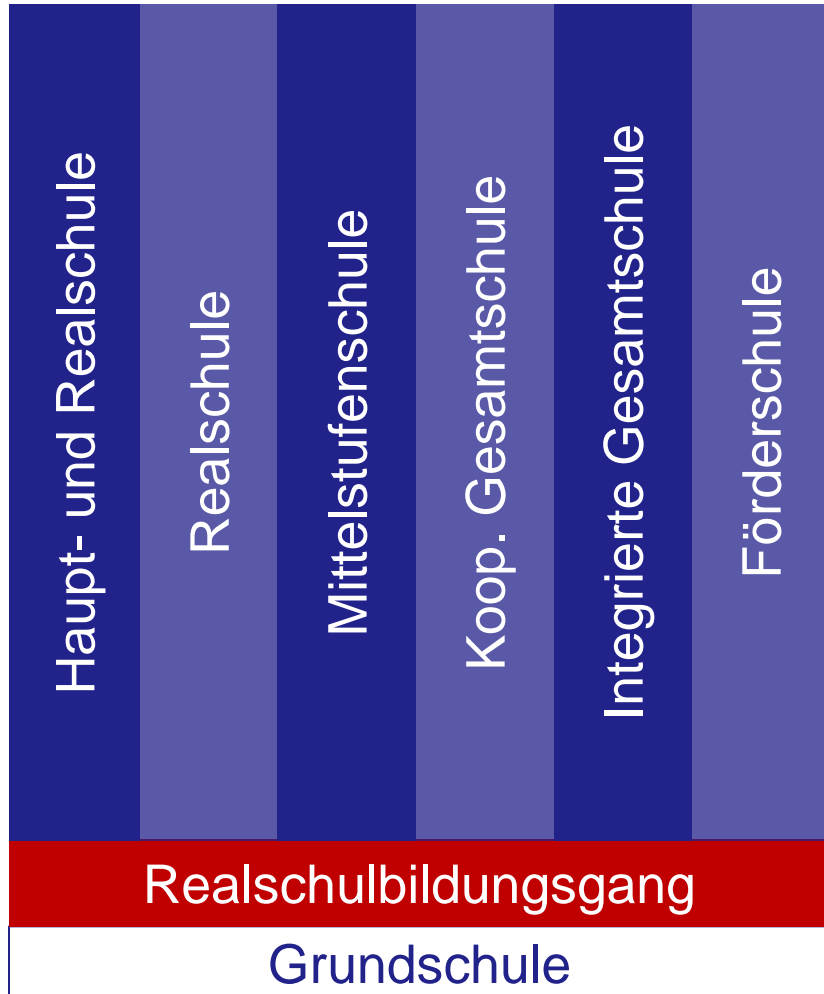 Haupt- und Realschule
Realschule
Mittelstufenschule
Koop. Gesamtschule
Integrierte Gesamtschule
Förderschule
Realschulbildungsgang
Grundschule